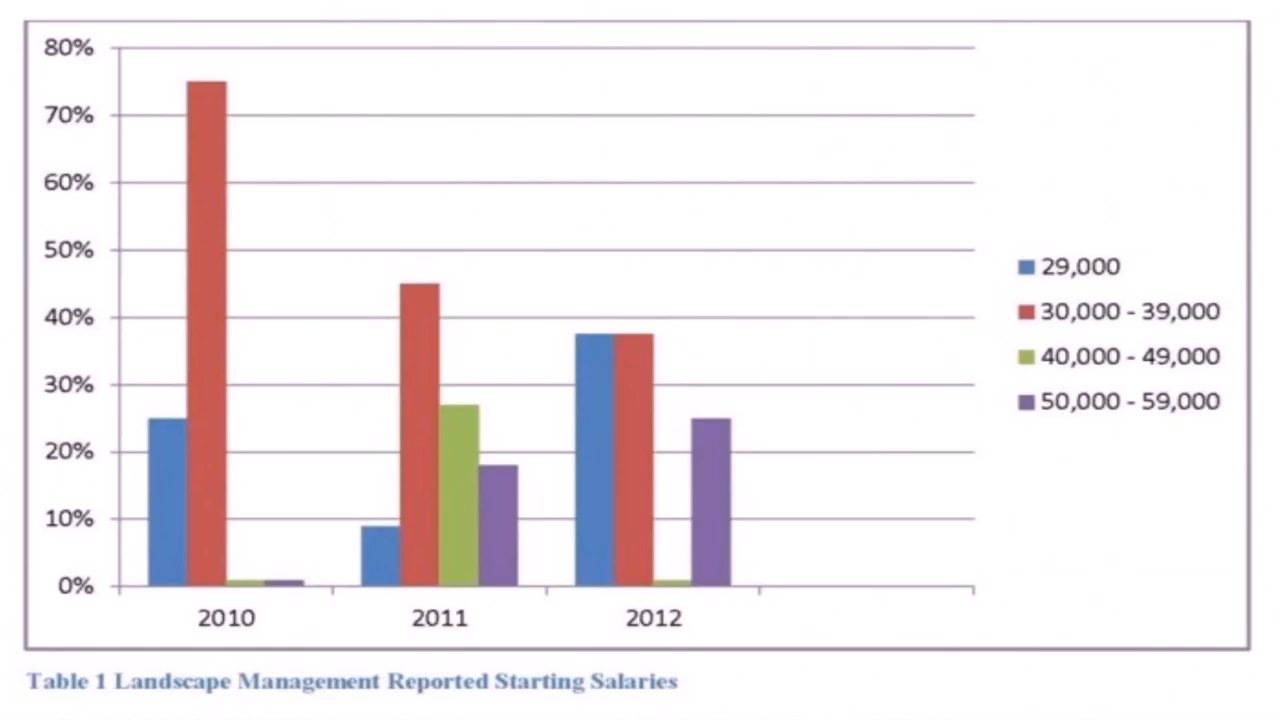 80%
70%
60%
50%
40%
30%
20%
10%
0%
2010 2011 2012
29,000
30,000 - 39,000
40,000 - 49,000
50,000 - 59,000
Table 1 Landscape Management Reported Starting Salaries